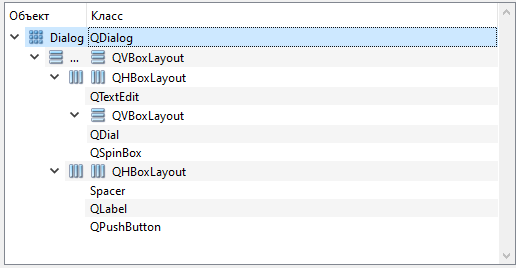 Объект Класс
Dialog QDialog
... QVBoxLayout
QHBoxLayout
QTextEdit
QVBoxLayout
QDial
QSpinBox
QHBoxLayout
Spacer
QLabel
QPushButton